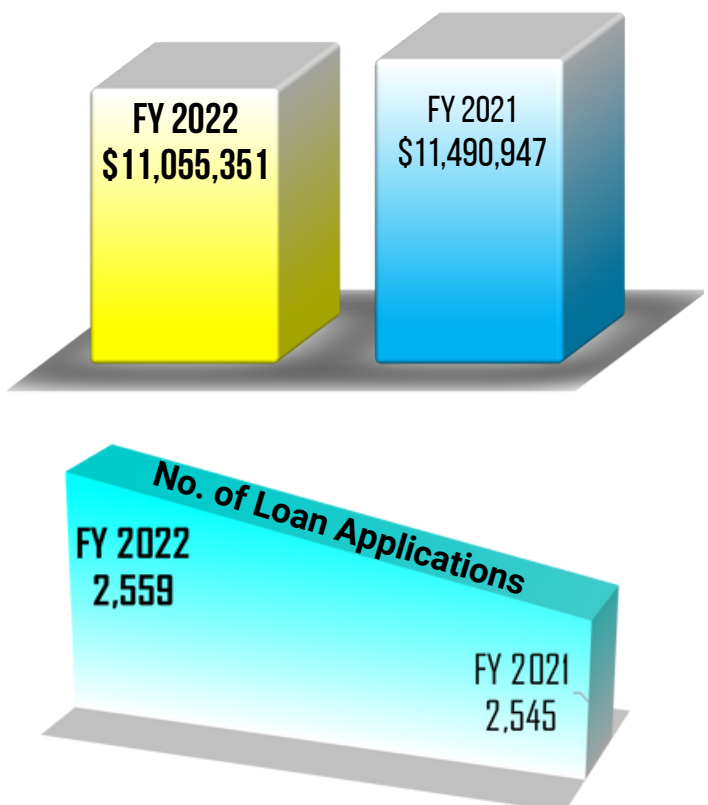 FY 2022
$11,055,351
FY 2021
$11,490,947
No. of Loan Applications
FY 2022
2,559
FY 2021
2,545